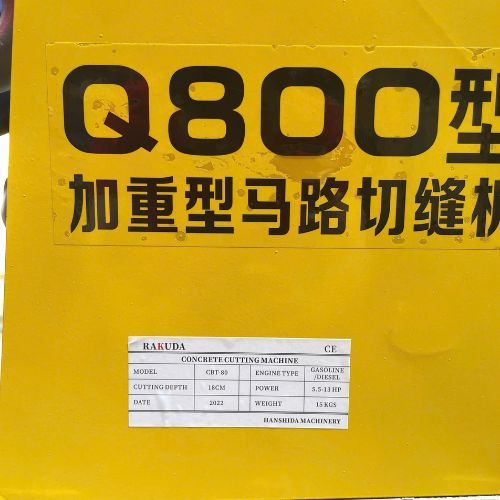 Q800型
加重型马路切缝机
RAKUDA CE
CONCRETE CUTTING MACHINE
MODEL CBT-80 ENGINE TYPE GASOLINE /DIESEL
CUTTING DEPTH 18CM POWER 5.5-13 HP
DATE 2022 WEIGHT 15 KGS
HANSHIDA MACHINERY